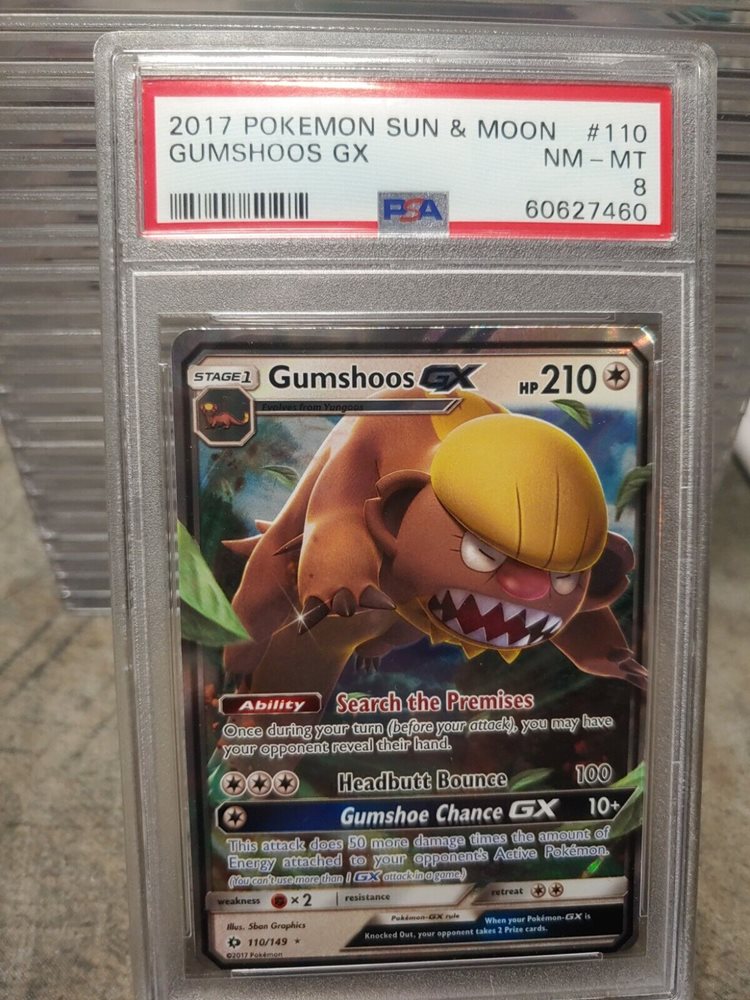 2017 POKEMON SUN & MOON #110
GUMSHOOS GX NM - MT
8
PSA 60627460
STAGE 1 Gumshoos GX HP 210
Evolves from Yungoos
Ability Search the Premises
Once during your turn (before your attack), you may have
your opponent reveal their hand.
Headbutt Bounce 100
Gumshoe Chance GX 10+
This attack does 50 more damage times the amount of
Energy attached to your opponent's Active Pokémon.
(You can't use more than 1 GX attack in a game.)
weakness ×2 resistance retreat
Pokémon-GX rule When your Pokémon-GX is
Knocked Out, your opponent takes 2 Prize cards.
Illus. 5ban Graphics
110/149 ★
©2017 Pokémon